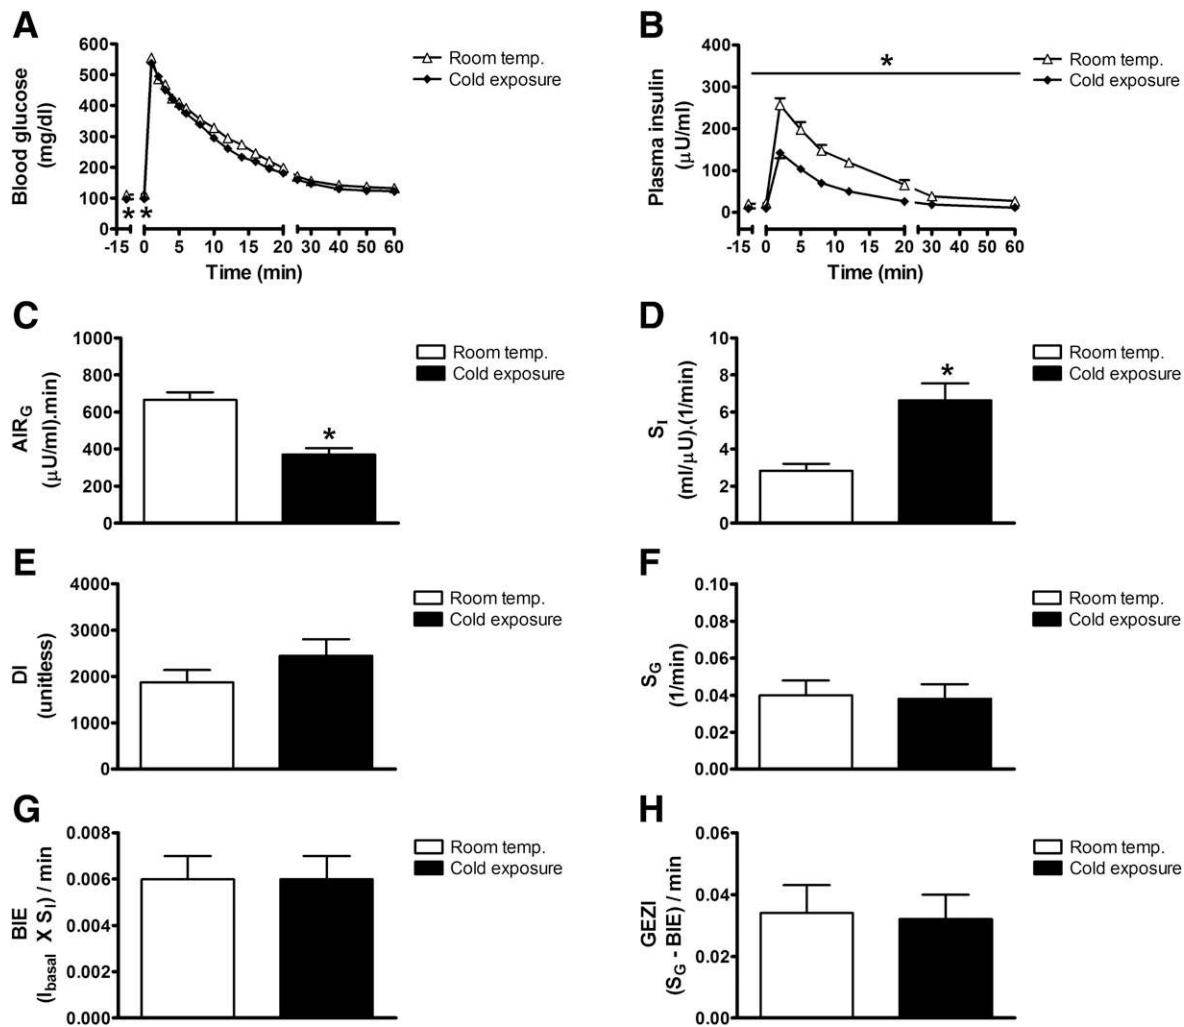 A
Blood glucose
(mg/dl)
600
500
400
300
200
100
0
* *
-15 0 5 10 15 20 30 40 50 60
Time (min)
Room temp.
Cold exposure
B
Plasma insulin
(μU/ml)
400
300
200
100
0
*
-15 0 5 10 15 20 30 40 50 60
Time (min)
Room temp.
Cold exposure
C
AIRG
(μU/ml).min
1000
800
600
400
200
0
*
Room temp.
Cold exposure
D
SI
(ml/μU).(1/min)
10
8
6
4
2
0
*
Room temp.
Cold exposure
E
DI
(unitless)
4000
3000
2000
1000
0
Room temp.
Cold exposure
F
SG
(1/min)
0.10
0.08
0.06
0.04
0.02
0.00
Room temp.
Cold exposure
G
BIE
(Ibasal X SI) / min
0.008
0.006
0.004
0.002
0.000
Room temp.
Cold exposure
H
GEZI
(SG - BIE) / min
0.06
0.04
0.02
0.00
Room temp.
Cold exposure